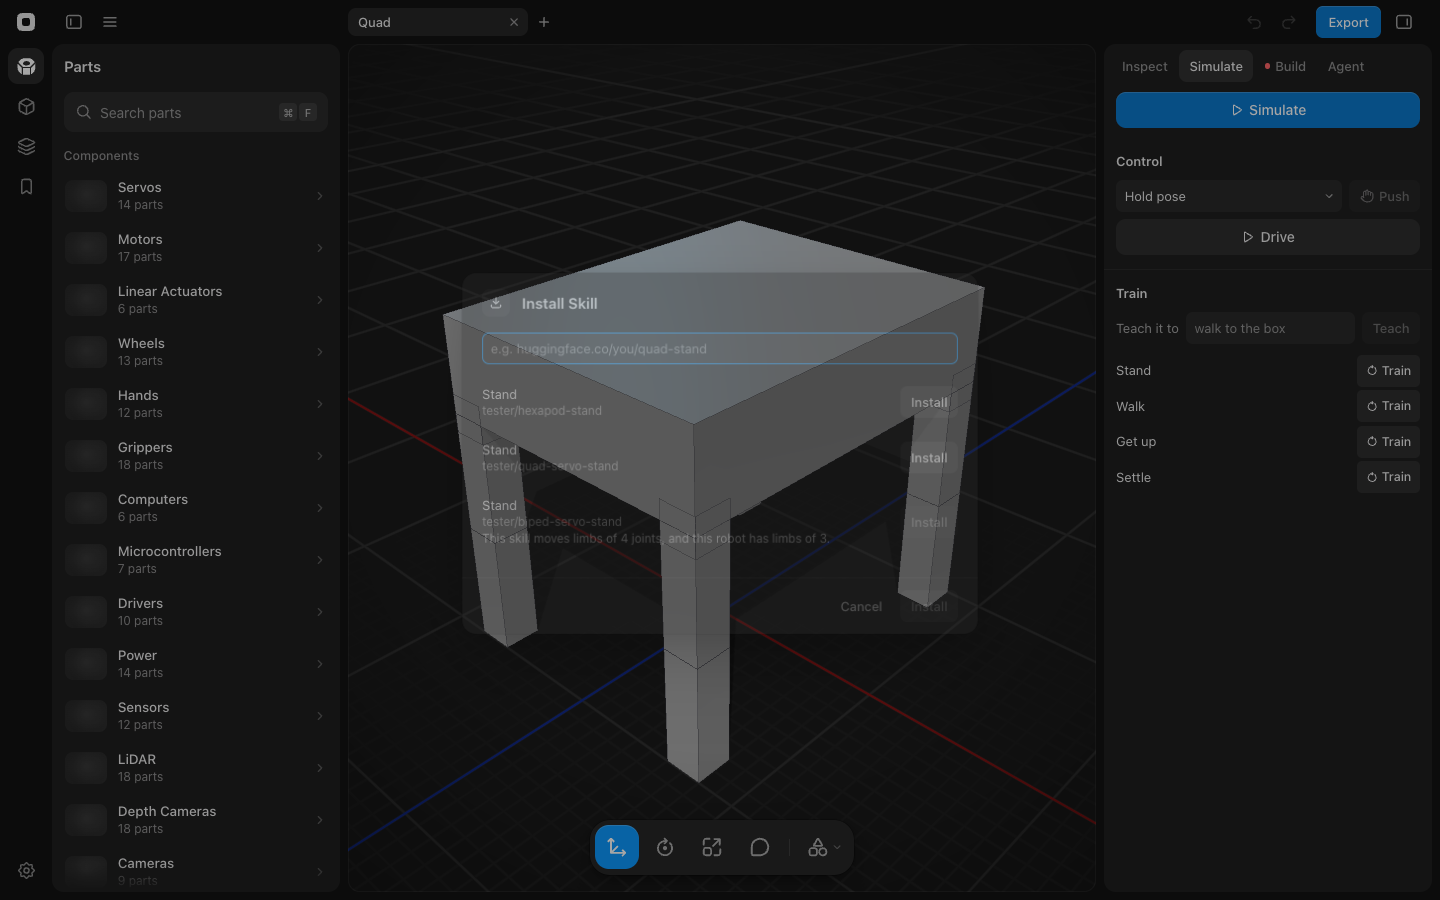 Quad
Export
Parts
Search parts
⌘ F
Components
Servos
14 parts
Motors
17 parts
Linear Actuators
6 parts
Wheels
13 parts
Hands
12 parts
Grippers
18 parts
Computers
6 parts
Microcontrollers
7 parts
Drivers
10 parts
Power
14 parts
Sensors
12 parts
LiDAR
18 parts
Depth Cameras
18 parts
Cameras
9 parts
Install Skill
e.g. huggingface.co/you/quad-stand
Stand
tester/hexapod-stand
Install
Stand
tester/quad-servo-stand
Install
Stand
tester/biped-servo-stand
This skill moves limbs of 4 joints, and this robot has limbs of 3.
Install
Cancel
Install
Inspect
Simulate
Build
Agent
Simulate
Control
Hold pose
Push
Drive
Train
Teach it to
walk to the box
Teach
Stand
Train
Walk
Train
Get up
Train
Settle
Train